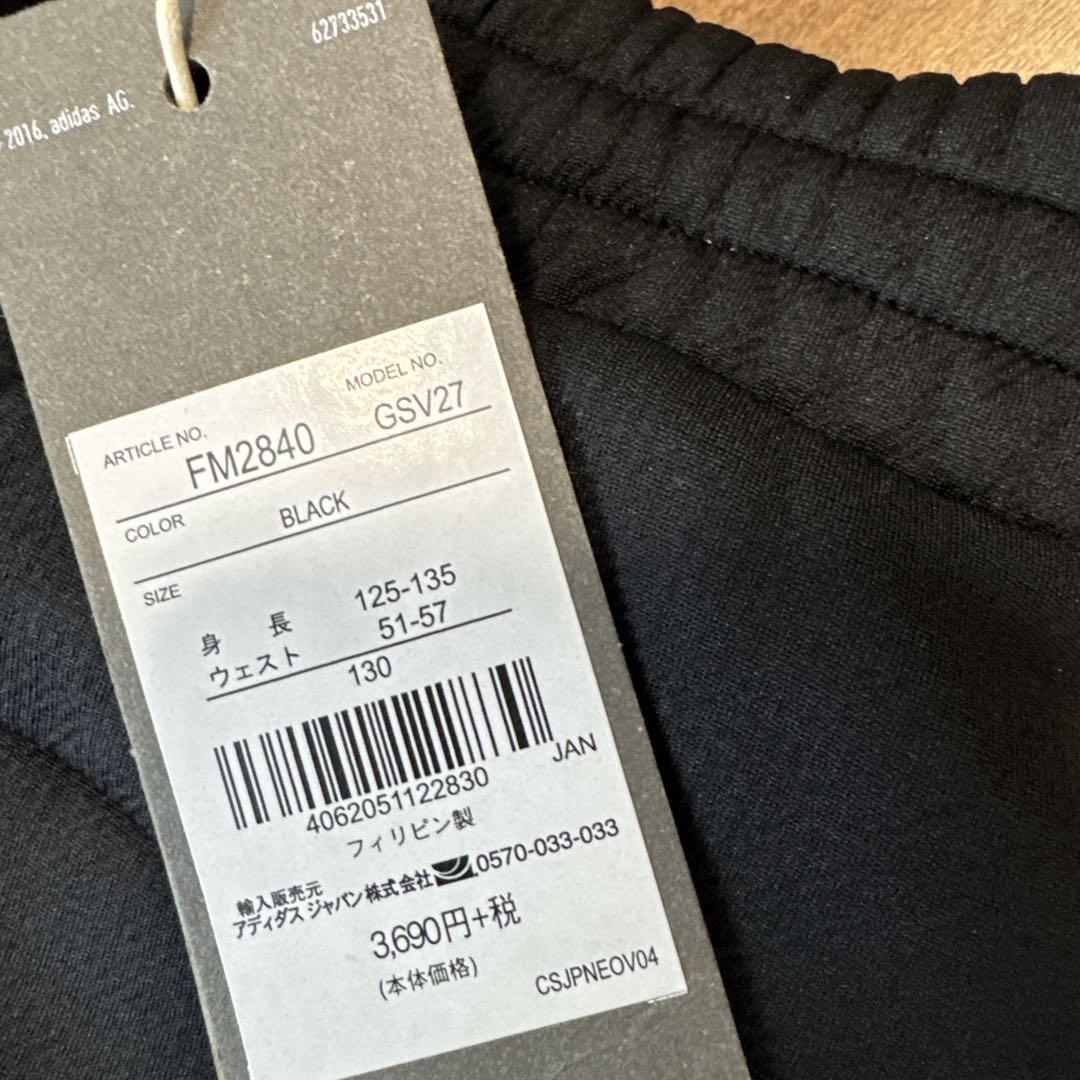 62733531
2016, adidas AG.
ARTICLE NO. MODEL NO.
FM2840 GSV27
COLOR BLACK
SIZE
身長 125-135
ウェスト 51-57
130
JAN
4062051122830
フィリピン製
輸入販売元
アディダス ジャパン株式会社 0570-033-033
3,690円+税
(本体価格)
CSJPNEOV04